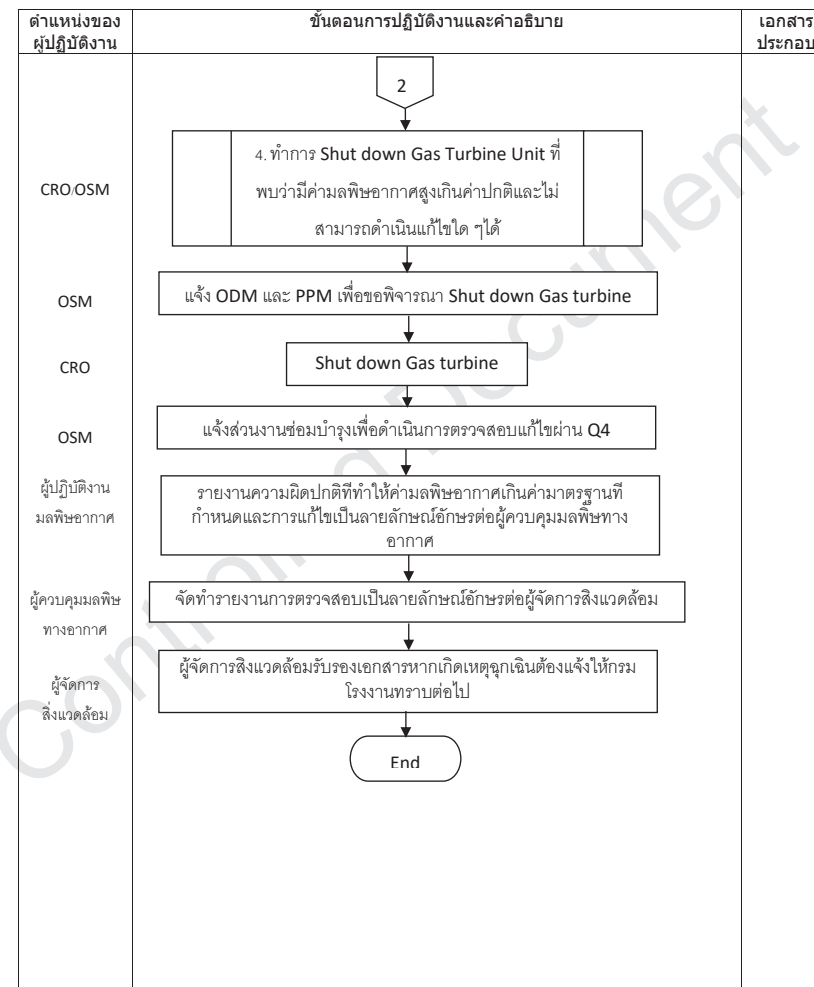 ตำแหน่งของ
ผู้ปฏิบัติงาน
ขั้นตอนการปฏิบัติงานและคำอธิบาย
เอกสาร
ประกอบ
2
CRO/OSM
4. ทำการ Shut down Gas Turbine Unit ที่
พบว่ามีค่ามลพิษอากาศสูงเกินค่าปกติและไม่
สามารถดำเนินแก้ไขใด ๆได้
OSM
แจ้ง ODM และ PPM เพื่อขอพิจารณา Shut down Gas turbine
CRO
Shut down Gas turbine
OSM
แจ้งส่วนงานซ่อมบำรุงเพื่อดำเนินการตรวจสอบแก้ไขผ่าน Q4
ผู้ปฏิบัติงาน
มลพิษอากาศ
รายงานความผิดปกติที่ทำให้ค่ามลพิษอากาศเกินค่ามาตรฐานที่
กำหนดและการแก้ไขเป็นลายลักษณ์อักษรต่อผู้ควบคุมมลพิษทาง
อากาศ
ผู้ควบคุมมลพิษ
ทางอากาศ
จัดทำรายงานการตรวจสอบเป็นลายลักษณ์อักษรต่อผู้จัดการสิ่งแวดล้อม
ผู้จัดการ
สิ่งแวดล้อม
ผู้จัดการสิ่งแวดล้อมรับรองเอกสารหากเกิดเหตุฉุกเฉินต้องแจ้งให้กรม
โรงงานทราบต่อไป
End
Controlled Document